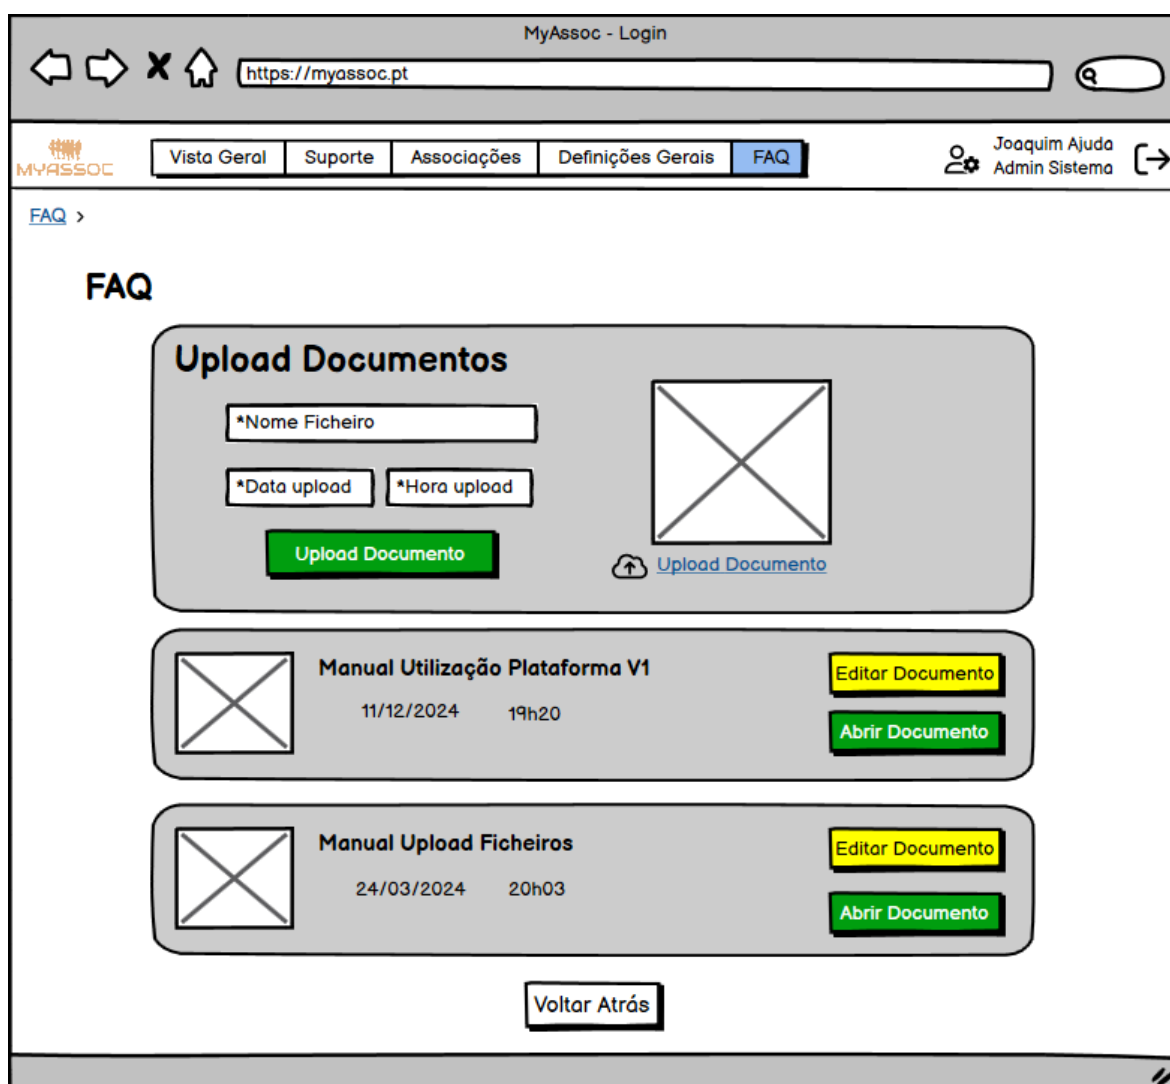 MyAssoc - Login
https://myassoc.pt
MYASSOC
Vista Geral
Suporte
Associações
Definições Gerais
FAQ
Joaquim Ajuda
Admin Sistema
FAQ >
FAQ
Upload Documentos
*Nome Ficheiro
*Data upload
*Hora upload
Upload Documento
Upload Documento
Manual Utilização Plataforma V1
11/12/2024
19h20
Editar Documento
Abrir Documento
Manual Upload Ficheiros
24/03/2024
20h03
Editar Documento
Abrir Documento
Voltar Atrás